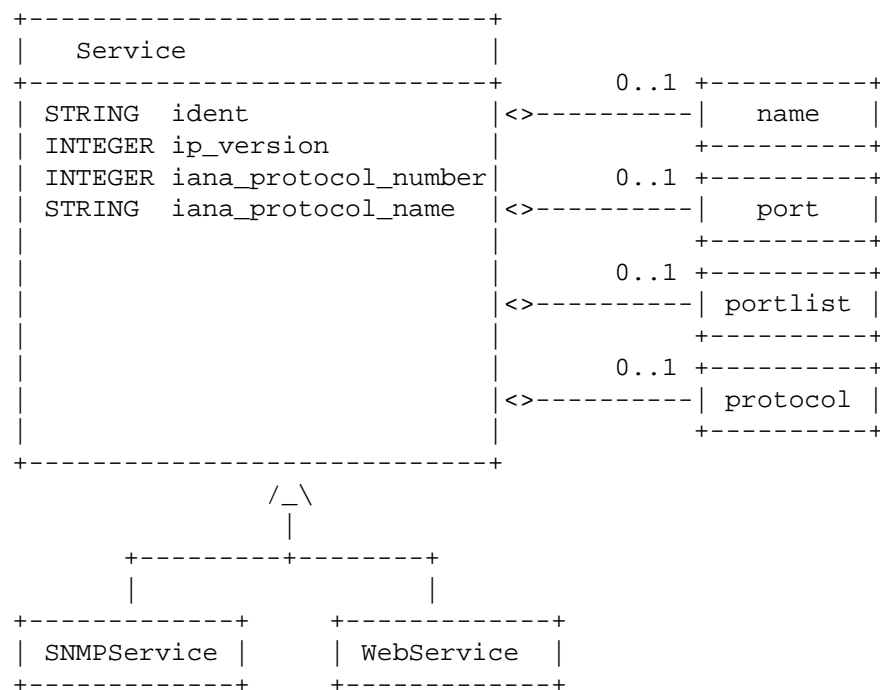 Service
0..1
STRING ident name
INTEGER ip_version
INTEGER iana_protocol_number 0..1
STRING iana_protocol_name port
0..1
portlist
0..1
protocol
SNMPService WebService